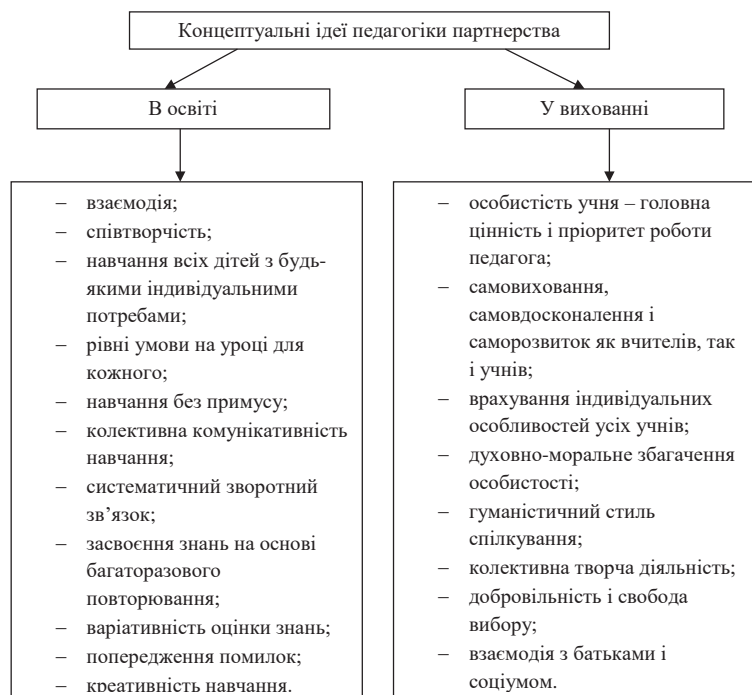 Концептуальні ідеї педагогіки партнерства
В освіті
У вихованні
– взаємодія;
– співтворчість;
– навчання всіх дітей з будь-
якими індивідуальними
потребами;
– рівні умови на уроці для
кожного;
– навчання без примусу;
– колективна комунікативність
навчання;
– систематичний зворотний
зв’язок;
– засвоєння знань на основі
багаторазового
повторювання;
– варіативність оцінки знань;
– попередження помилок;
– креативність навчання.
– особистість учня – головна
цінність і пріоритет роботи
педагога;
– самовиховання,
самовдосконалення і
саморозвиток як вчителів, так
і учнів;
– врахування індивідуальних
особливостей усіх учнів;
– духовно-моральне збагачення
особистості;
– гуманістичний стиль
спілкування;
– колективна творча діяльність;
– добровільність і свобода
вибору;
– взаємодія з батьками і
соціумом.